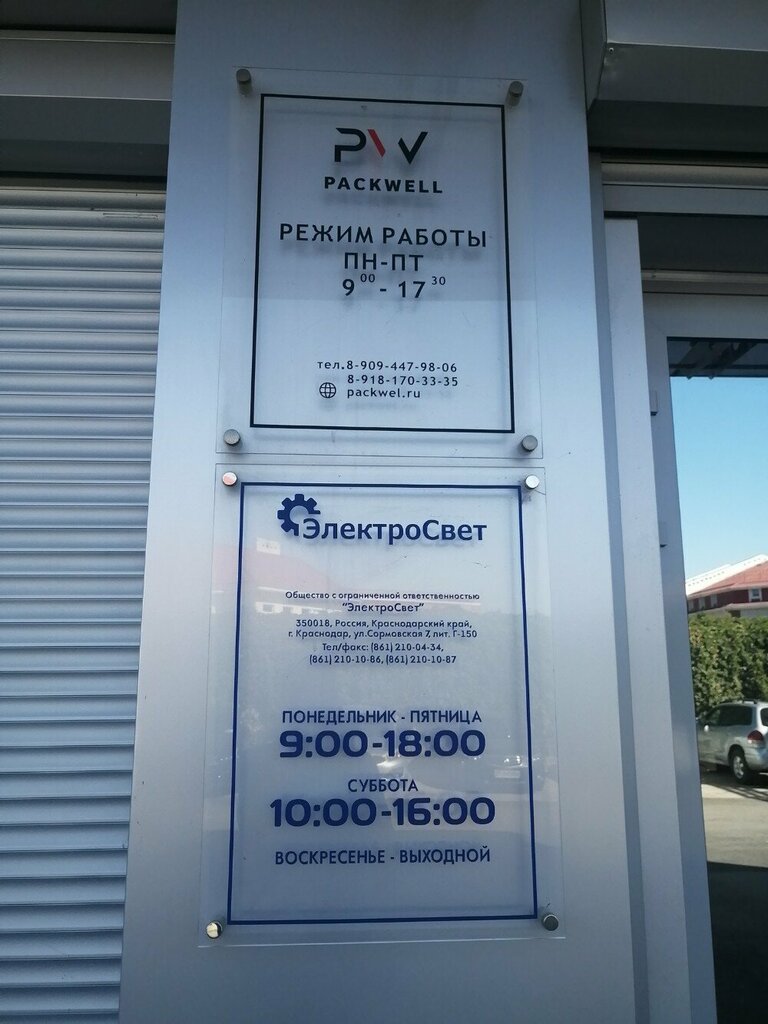 PW
PACKWELL
РЕЖИМ РАБОТЫ
ПН-ПТ
9 00 - 17 30
тел.8-909-447-98-06
8-918-170-33-35
packwel.ru
ЭлектроСвет
Общество с ограниченной ответственностью
"ЭлектроСвет"
350018, Россия, Краснодарский край,
г. Краснодар, ул.Сормовская 7, лит. Г-150
Тел/факс: (861) 210-04-34,
(861) 210-10-86, (861) 210-10-87
ПОНЕДЕЛЬНИК - ПЯТНИЦА
9:00-18:00
СУББОТА
10:00-16:00
ВОСКРЕСЕНЬЕ - ВЫХОДНОЙ